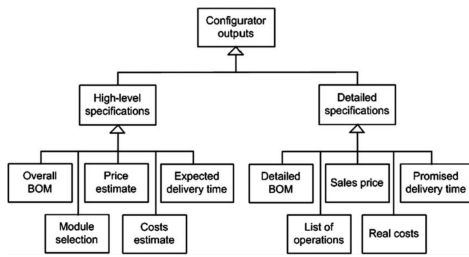 Configurator
outputs
High-level
specifications
Detailed
specifications
Overall
BOM
Price
estimate
Expected
delivery time
Detailed
BOM
Sales price
Promised
delivery time
Module
selection
Costs
estimate
List of
operations
Real costs